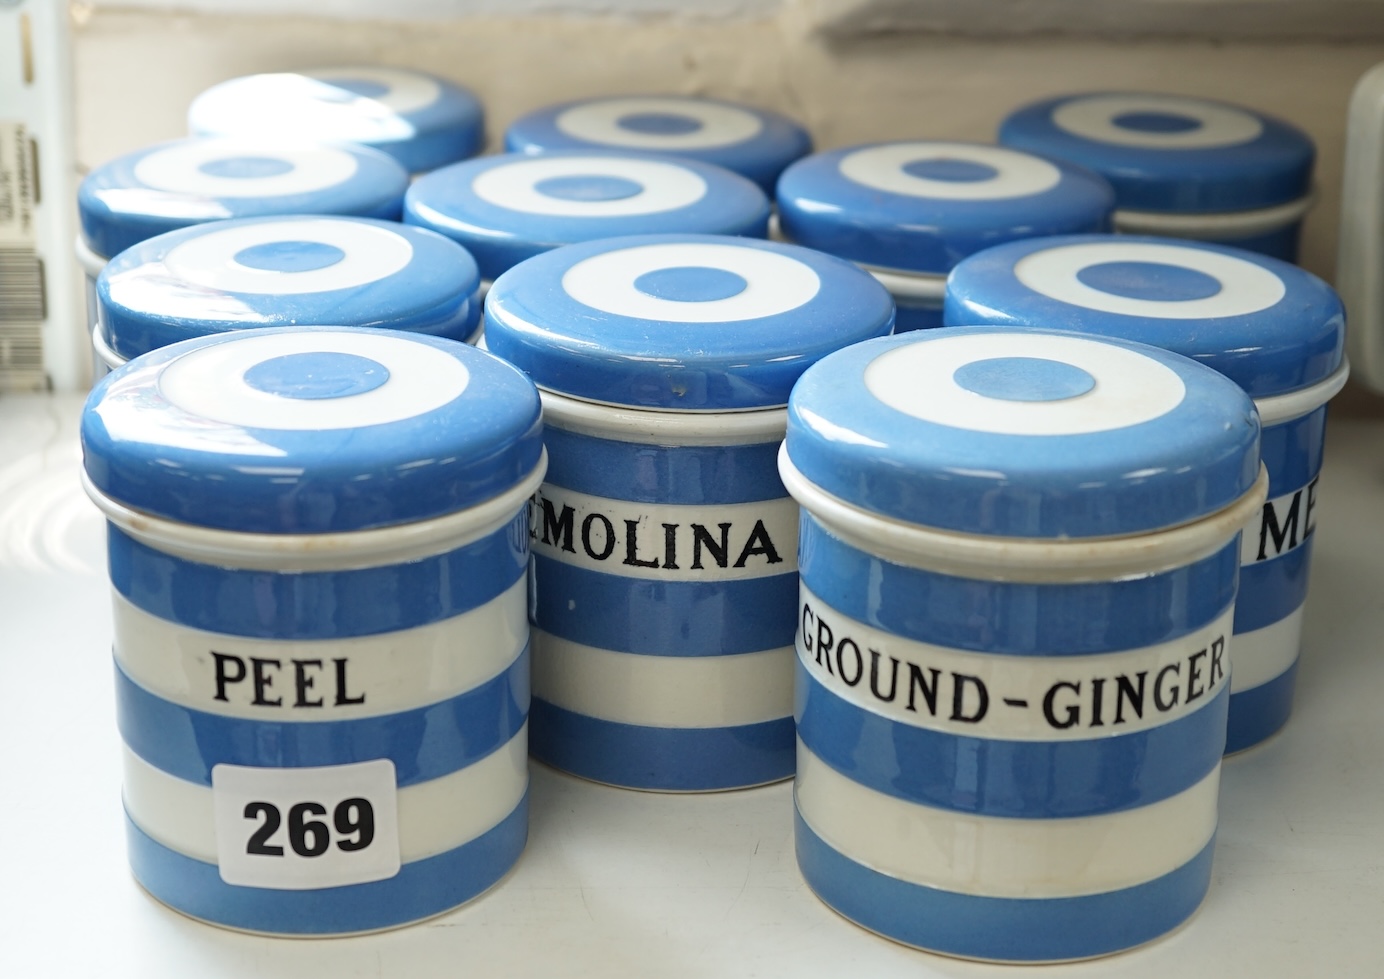 PEEL
269
EMOLINA
GROUND-GINGER
ME